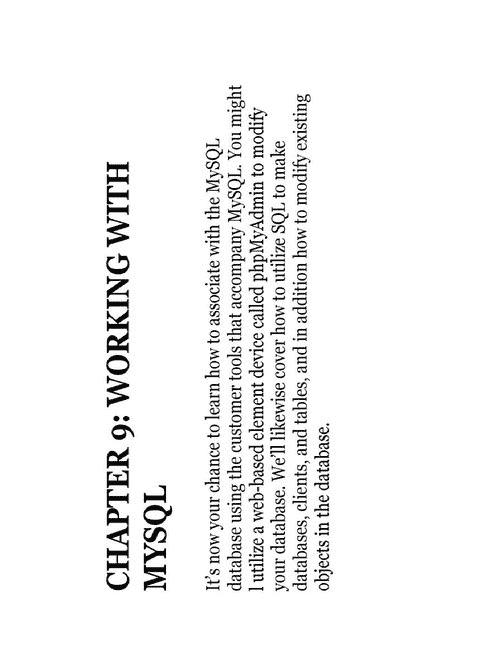 CHAPTER 9: WORKING WITH
MYSQL
It's now your chance to learn how to associate with the MySQL
database using the customer tools that accompany MySQL. You might
I utilize a web-based element device called phpMyAdmin to modify
your database. We'll likewise cover how to utilize SQL to make
databases, clients, and tables, and in addition how to modify existing
objects in the database.